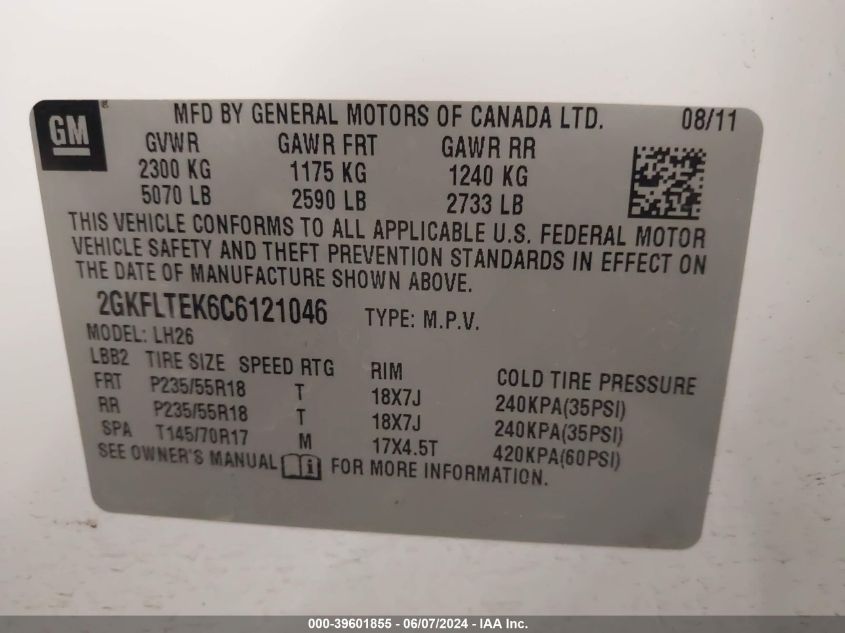 GM ® MFD BY GENERAL MOTORS OF CANADA LTD. 08/11
GVWR GAWR FRT GAWR RR
2300 KG 1175 KG 1240 KG
5070 LB 2590 LB 2733 LB
THIS VEHICLE CONFORMS TO ALL APPLICABLE U.S. FEDERAL MOTOR
VEHICLE SAFETY AND THEFT PREVENTION STANDARDS IN EFFECT ON
THE DATE OF MANUFACTURE SHOWN ABOVE.
2GKFLTEK6C6121046 TYPE: M.P.V.
MODEL: LH26
LBB2 TIRE SIZE SPEED RTG RIM COLD TIRE PRESSURE
FRT P235/55R18 T 18X7J 240KPA(35PSI)
RR P235/55R18 T 18X7J 240KPA(35PSI)
SPA T145/70R17 M 17X4.5T 420KPA(60PSI)
SEE OWNER'S MANUAL FOR MORE INFORMATION.
000-39601855 - 06/07/2024 - IAA Inc.